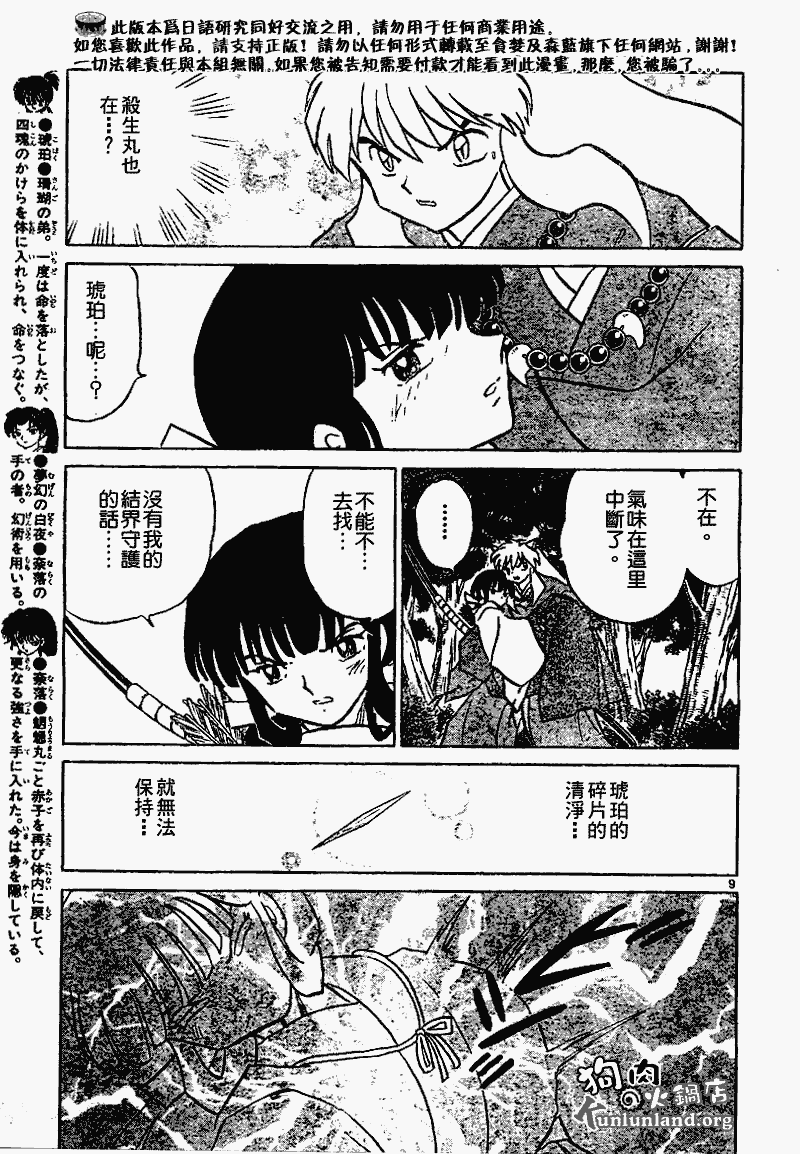 此版本爲日語研究同好交流之用，請勿用于任何商業用途。
如您喜歡此作品，請支持正版！請勿以任何形式轉載至貪婪及森藍旗下任何網站，謝謝！
一切法律責任與本組無關。如果您被告知需要付款才能看到此漫畫，那麼，您被騙了。。。
殺生丸也
在…？
琥珀…呢…？
不在。
氣味在這里
中斷了。
……
不能不…
去找…
沒有我的
結界守護
的話……
琥珀的
碎片的
清淨…
就無法
保持…
9
●琥珀●珊瑚の弟。一度は命を落としたが、
四魂のかけらを体に入れられ、命をつなぐ。
●夢幻の白夜●奈落の
手の者。幻術を用いる。
●奈落●魍魎丸ごと赤子を再び体内に戻して、
更なる強さを手に入れた。今は身を隠している。
狗肉の火鍋店
Kunlunland.org